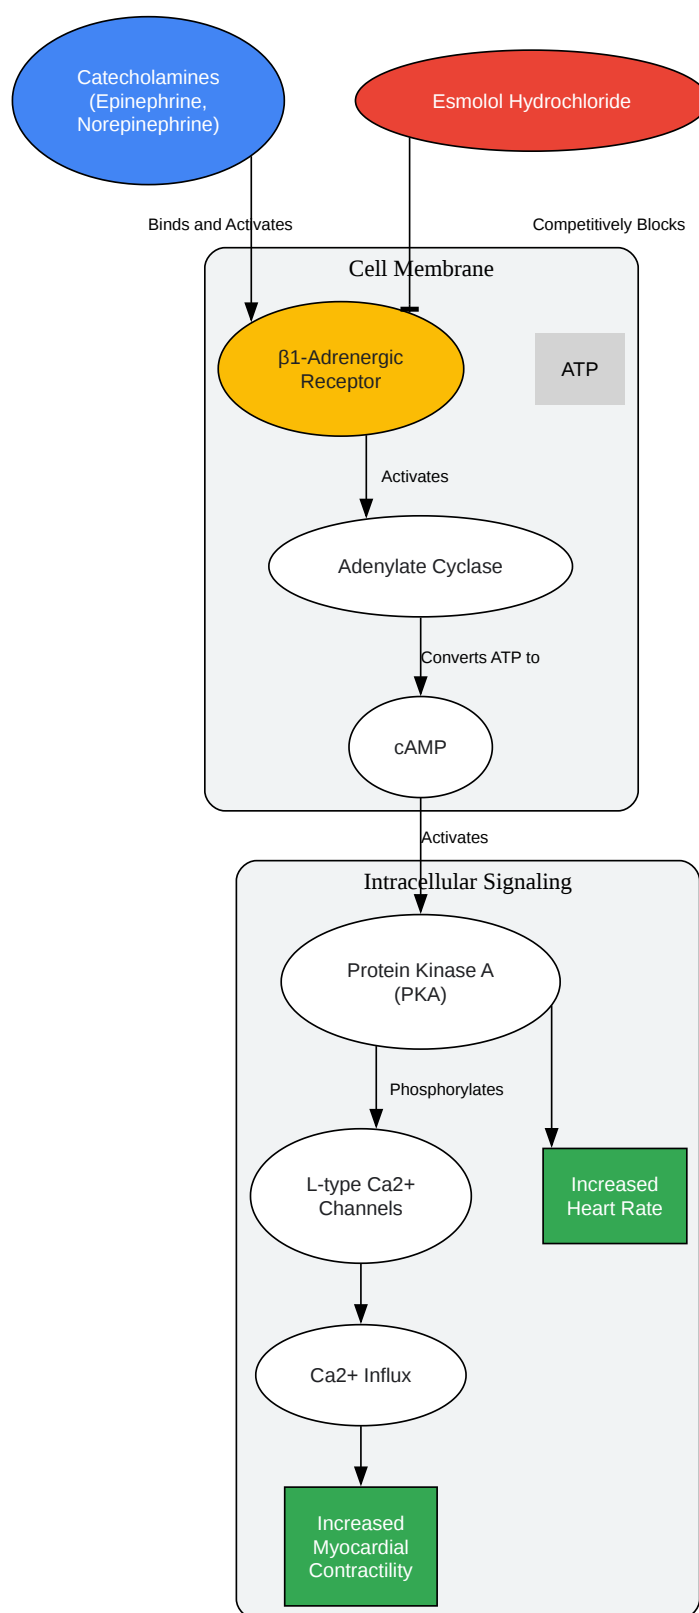 Catecholamines
(Epinephrine,
Norepinephrine)
Esmolol Hydrochloride
Binds and Activates
Competitively Blocks
Cell Membrane
β1-Adrenergic
Receptor
ATP
Activates
Adenylate Cyclase
Converts ATP to
cAMP
Activates
Intracellular Signaling
Protein Kinase A
(PKA)
Phosphorylates
L-type Ca2+
Channels
Increased
Heart Rate
Ca2+ Influx
Increased
Myocardial
Contractility